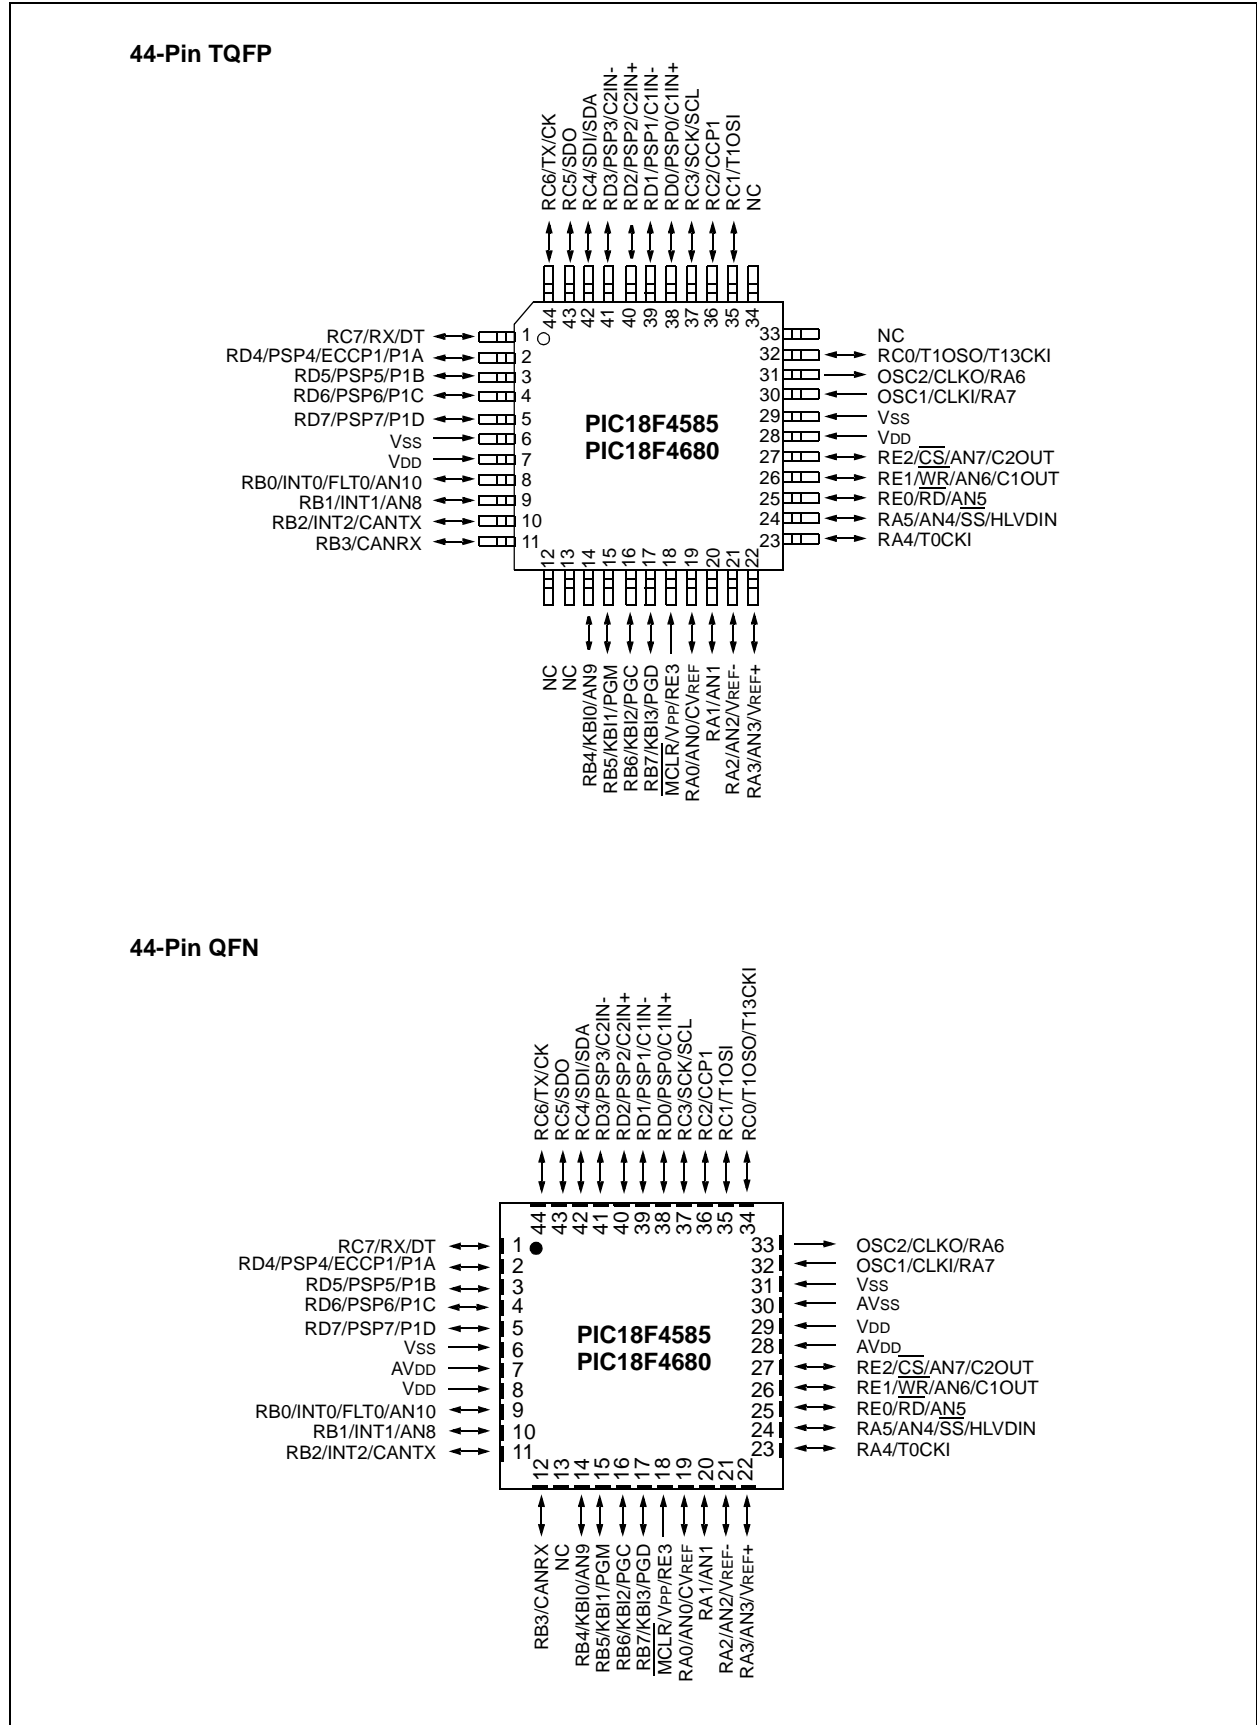 44-Pin TQFP
RC6/TX/CK
RC5/SDO
RC4/SDI/SDA
RD3/PSP3/C2IN-
RD2/PSP2/C2IN+
RD1/PSP1/C1IN-
RD0/PSP0/C1IN+
RC3/SCK/SCL
RC2/CCP1
RC1/T1OSI
NC
44
43
42
41
40
39
38
37
36
35
34
RC7/RX/DT 1
RD4/PSP4/ECCP1/P1A 2
RD5/PSP5/P1B 3
RD6/PSP6/P1C 4
RD7/PSP7/P1D 5
VSS 6
VDD 7
RB0/INT0/FLT0/AN10 8
RB1/INT1/AN8 9
RB2/INT2/CANTX 10
RB3/CANRX 11
PIC18F4585
PIC18F4680
33 NC
32 RC0/T1OSO/T13CKI
31 OSC2/CLKO/RA6
30 OSC1/CLKI/RA7
29 VSS
28 VDD
27 RE2/CS/AN7/C2OUT
26 RE1/WR/AN6/C1OUT
25 RE0/RD/AN5
24 RA5/AN4/SS/HLVDIN
23 RA4/T0CKI
12
13
14
15
16
17
18
19
20
21
22
NC
NC
RB4/KBI0/AN9
RB5/KBI1/PGM
RB6/KBI2/PGC
RB7/KBI3/PGD
MCLR/VPP/RE3
RA0/AN0/CVREF
RA1/AN1
RA2/AN2/VREF-
RA3/AN3/VREF+
44-Pin QFN
RC6/TX/CK
RC5/SDO
RC4/SDI/SDA
RD3/PSP3/C2IN-
RD2/PSP2/C2IN+
RD1/PSP1/C1IN-
RD0/PSP0/C1IN+
RC3/SCK/SCL
RC2/CCP1
RC1/T1OSI
RC0/T1OSO/T13CKI
44
43
42
41
40
39
38
37
36
35
34
RC7/RX/DT 1
RD4/PSP4/ECCP1/P1A 2
RD5/PSP5/P1B 3
RD6/PSP6/P1C 4
RD7/PSP7/P1D 5
VSS 6
AVDD 7
VDD 8
RB0/INT0/FLT0/AN10 9
RB1/INT1/AN8 10
RB2/INT2/CANTX 11
PIC18F4585
PIC18F4680
33 OSC2/CLKO/RA6
32 OSC1/CLKI/RA7
31 VSS
30 AVSS
29 VDD
28 AVDD
27 RE2/CS/AN7/C2OUT
26 RE1/WR/AN6/C1OUT
25 RE0/RD/AN5
24 RA5/AN4/SS/HLVDIN
23 RA4/T0CKI
12
13
14
15
16
17
18
19
20
21
22
RB3/CANRX
NC
RB4/KBI0/AN9
RB5/KBI1/PGM
RB6/KBI2/PGC
RB7/KBI3/PGD
MCLR/VPP/RE3
RA0/AN0/CVREF
RA1/AN1
RA2/AN2/VREF-
RA3/AN3/VREF+